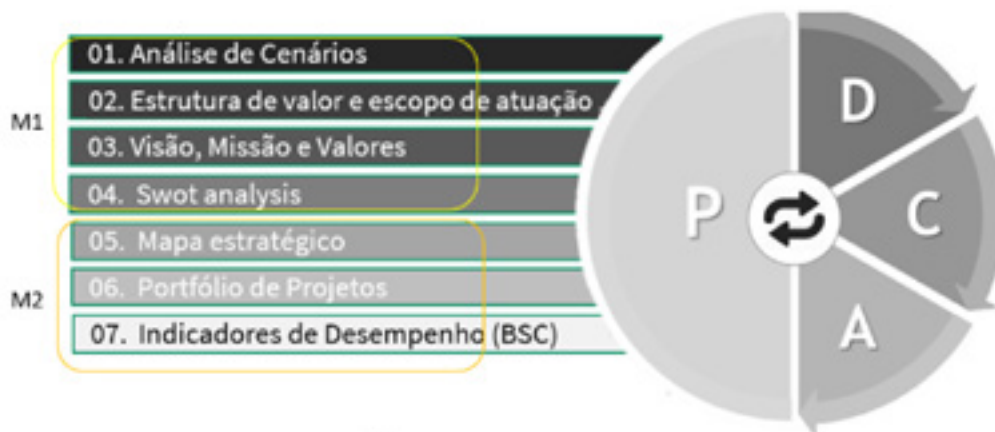 01. Análise de Cenários
02. Estrutura de valor e escopo de atuação
M1
03. Visão, Missão e Valores
04. Swot analysis
05. Mapa estratégico
M2
06. Portfólio de Projetos
07. Indicadores de Desempenho (BSC)
P
D
C
A